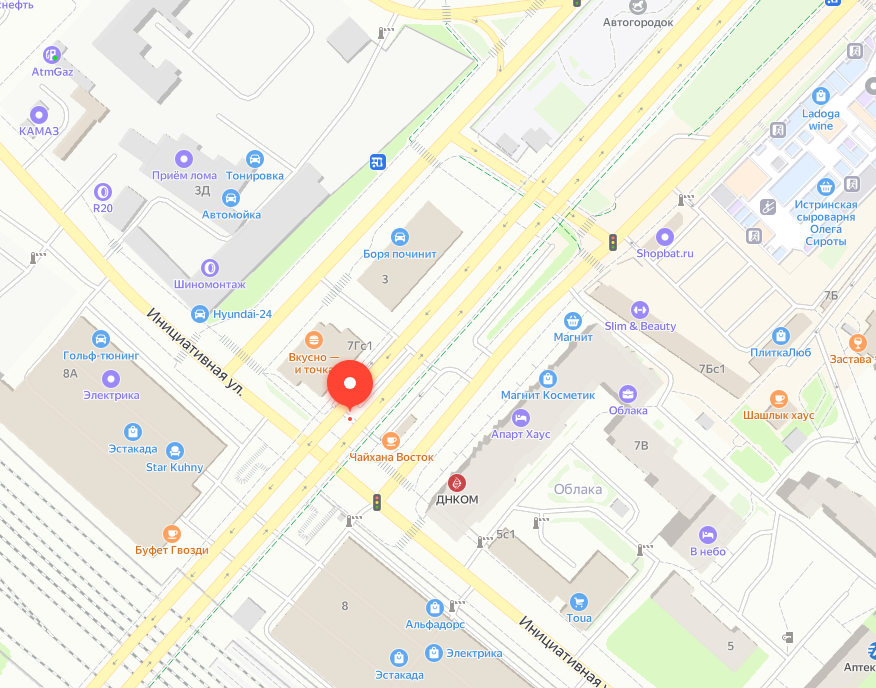 нефть
AtmGaz
КАМАЗ
Автогородок
Ladoga
wine
Приём лома
Тонировка
3Д
Автомойка
R20
Истринская
сыроварня
Олега
Сироты
Боря починит
3
Shopbat.ru
Шиномонтаж
Hyundai-24
Инициативная ул.
7Б
Slim & Beauty
Магнит
ПлиткаЛюб
Застава
7Гс1
Вкусно —
и точка
Гольф-тюнинг
8А
Электрика
7Бс1
Магнит Косметик
Облака
Шашлык хаус
Апарт Хаус
Эстакада
Star Kuhny
Чайхана Восток
7В
ДНКОМ
Облака
Буфет Гвозди
5с1
В небо
8
Альфадорс
Toua
Инициативная
5
Электрика
Эстакада
Аптек